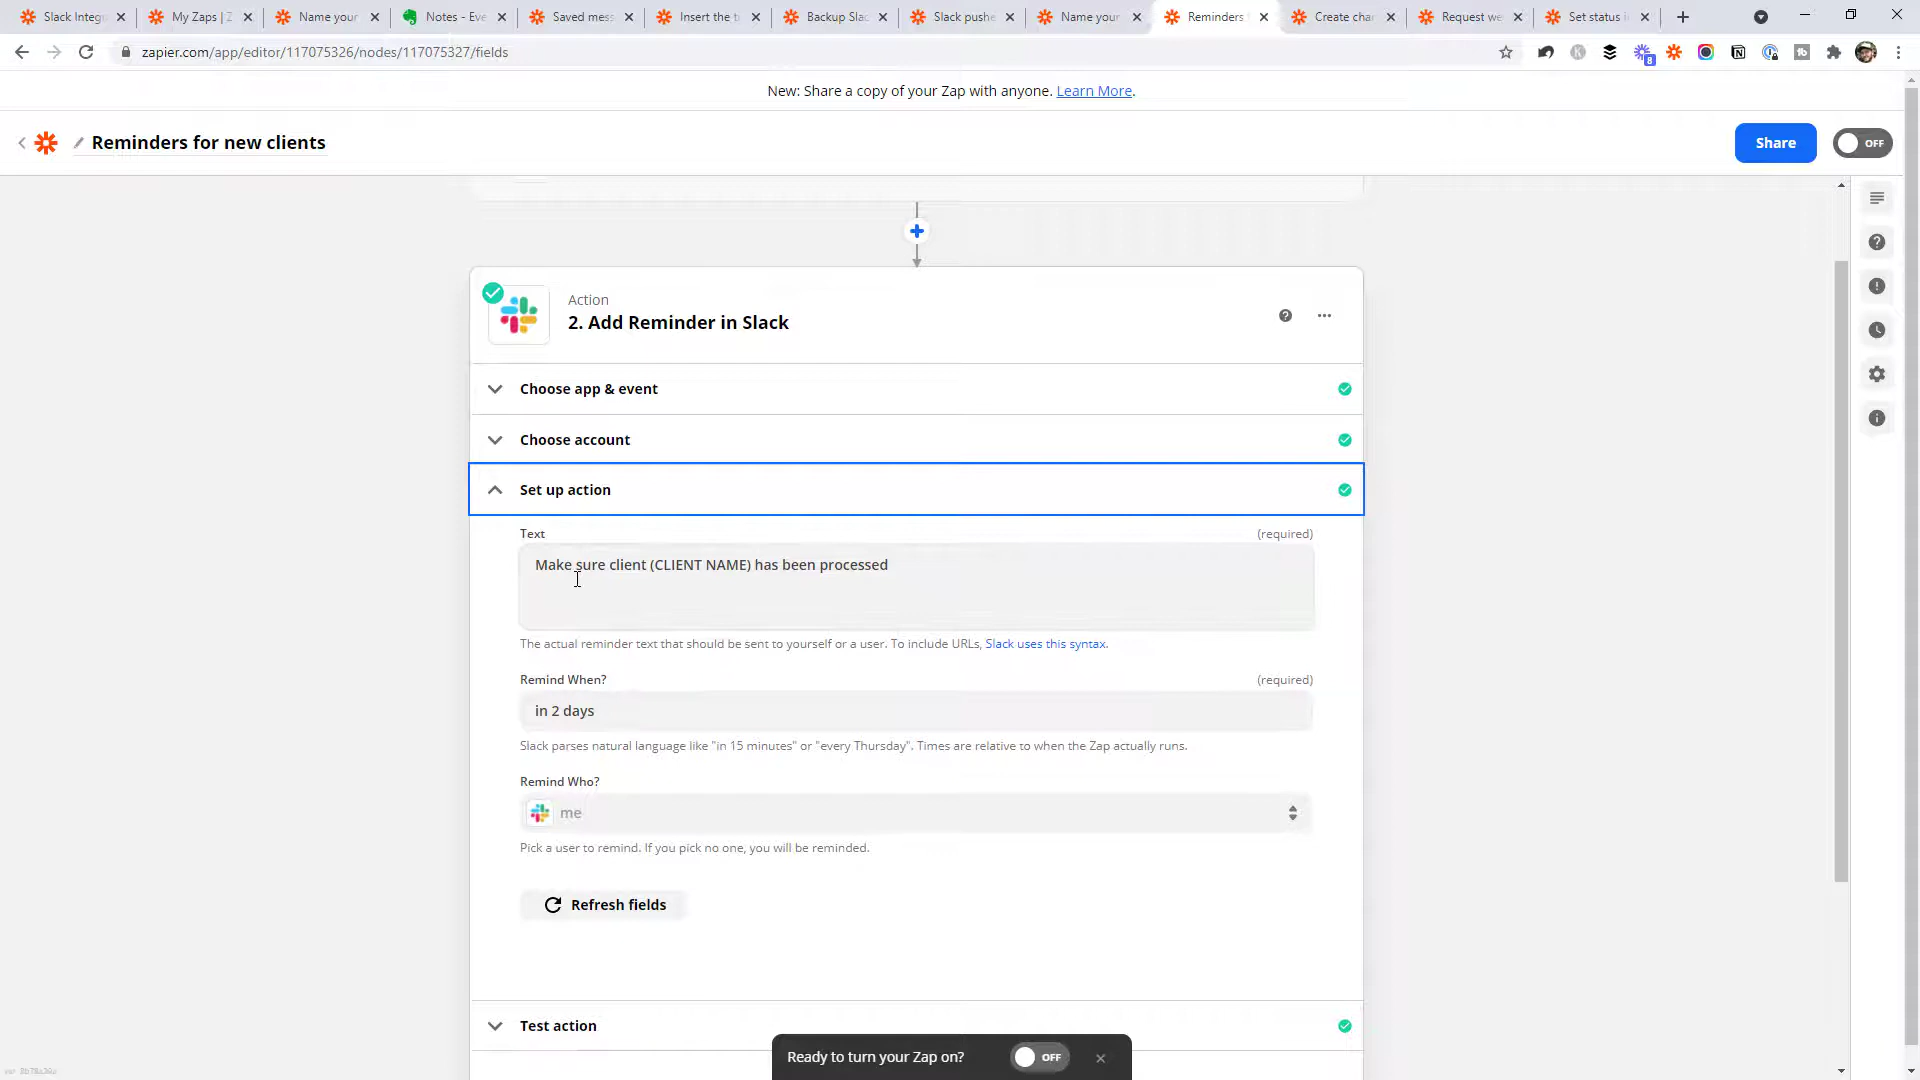 Slack Integ
My Zaps | Z
Name your
Notes - Eve
Saved mess
Insert the t
Backup Slac
Slack pushe
Name your
Reminders f
Create cha
Request we
Set status i
zapier.com/app/editor/117075326/nodes/117075327/fields
8
New: Share a copy of your Zap with anyone. Learn More.
Reminders for new clients
Share
OFF
Action
2. Add Reminder in Slack
Choose app & event
Choose account
Set up action
Text
(required)
Make sure client (CLIENT NAME) has been processed
The actual reminder text that should be sent to yourself or a user. To include URLs, Slack uses this syntax.
Remind When?
(required)
in 2 days
Slack parses natural language like "in 15 minutes" or "every Thursday". Times are relative to when the Zap actually runs.
Remind Who?
me
Pick a user to remind. If you pick no one, you will be reminded.
Refresh fields
Test action
Ready to turn your Zap on?
OFF